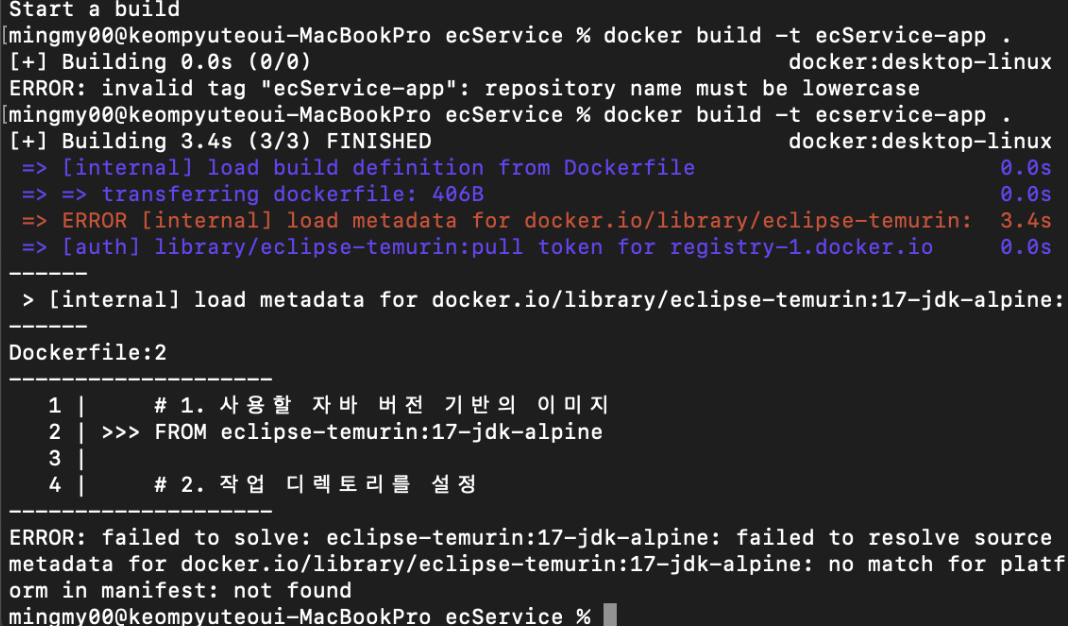 Start a build
[mingmy00@keompyuteoui-MacBookPro ecService % docker build -t ecService-app .
[+] Building 0.0s (0/0) docker:desktop-linux
ERROR: invalid tag "ecService-app": repository name must be lowercase
[mingmy00@keompyuteoui-MacBookPro ecService % docker build -t ecservice-app .
[+] Building 3.4s (3/3) FINISHED docker:desktop-linux
=> [internal] load build definition from Dockerfile 0.0s
=> => transferring dockerfile: 406B 0.0s
=> ERROR [internal] load metadata for docker.io/library/eclipse-temurin: 3.4s
=> [auth] library/eclipse-temurin:pull token for registry-1.docker.io 0.0s
------
> [internal] load metadata for docker.io/library/eclipse-temurin:17-jdk-alpine:
------
Dockerfile:2
--------------------
1 | # 1. 사용할 자바 버전 기반의 이미지
2 | >>> FROM eclipse-temurin:17-jdk-alpine
3 |
4 | # 2. 작업 디렉토리를 설정
--------------------
ERROR: failed to solve: eclipse-temurin:17-jdk-alpine: failed to resolve source
metadata for docker.io/library/eclipse-temurin:17-jdk-alpine: no match for platf
orm in manifest: not found
mingmy00@keompyuteoui-MacBookPro ecService %